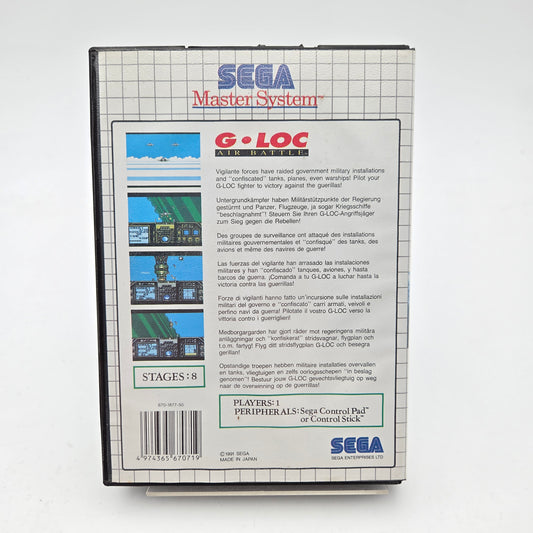 SEGA
Master System™
G•LOC
AIR BATTLE™
Vigilante forces have raided government military installations
and "confiscated" tanks, planes, even warships! Pilot your
G-LOC fighter to victory against the guerillas!
Untergrundkämpfer haben Militärstützpunkte der Regierung
gestürmt und Panzer, Flugzeuge, ja sogar Kriegsschiffe
"beschlagnahmt"! Steuern Sie Ihren G-LOC-Angriffsjäger
zum Sieg gegen die Rebellen!
Des groupes de surveillance ont attaqué des installations
militaires gouvernementales et "confisqué" des tanks, des
avions et même des navires de guerre!
Las fuerzas del vigilante han arrasado las instalaciones
militares y han "confiscado" tanques, aviones, y hasta
barcos de guerra. ¡Comanda a tu G-LOC a luchar hasta la
victoria contra las guerrillas!
Forze di vigilanti hanno fatto un'incursione sulle installazioni
militari del governo e "confiscato" carri armati, veivoli e
perfino navi da guerra! Pilotate il vostro G-LOC verso la
vittoria contro i guerriglieri!
Medborgargarden har gjort räder mot regeringens militära
anläggningar och "konfiskerat" stridsvagnar, flygplan och
t.o.m. fartyg! Flyg ditt stridsflygplan G-LOC och besegra
gerillan!
Opstandige troepen hebben militaire installaties overvallen
en tanks, vliegtuigen en zelfs oorlogsschepen "in beslag
genomen"! Bestuur jouw G-LOC gevechtsvliegtuig op weg
naar de overwinning op de guerrillas!
STAGES: 8
PLAYERS: 1
PERIPHERALS: Sega Control Pad™
or Control Stick™
670-1877-50
4 974365 670719
©1991 SEGA
MADE IN JAPAN
SEGA
SEGA ENTERPRISES LTD